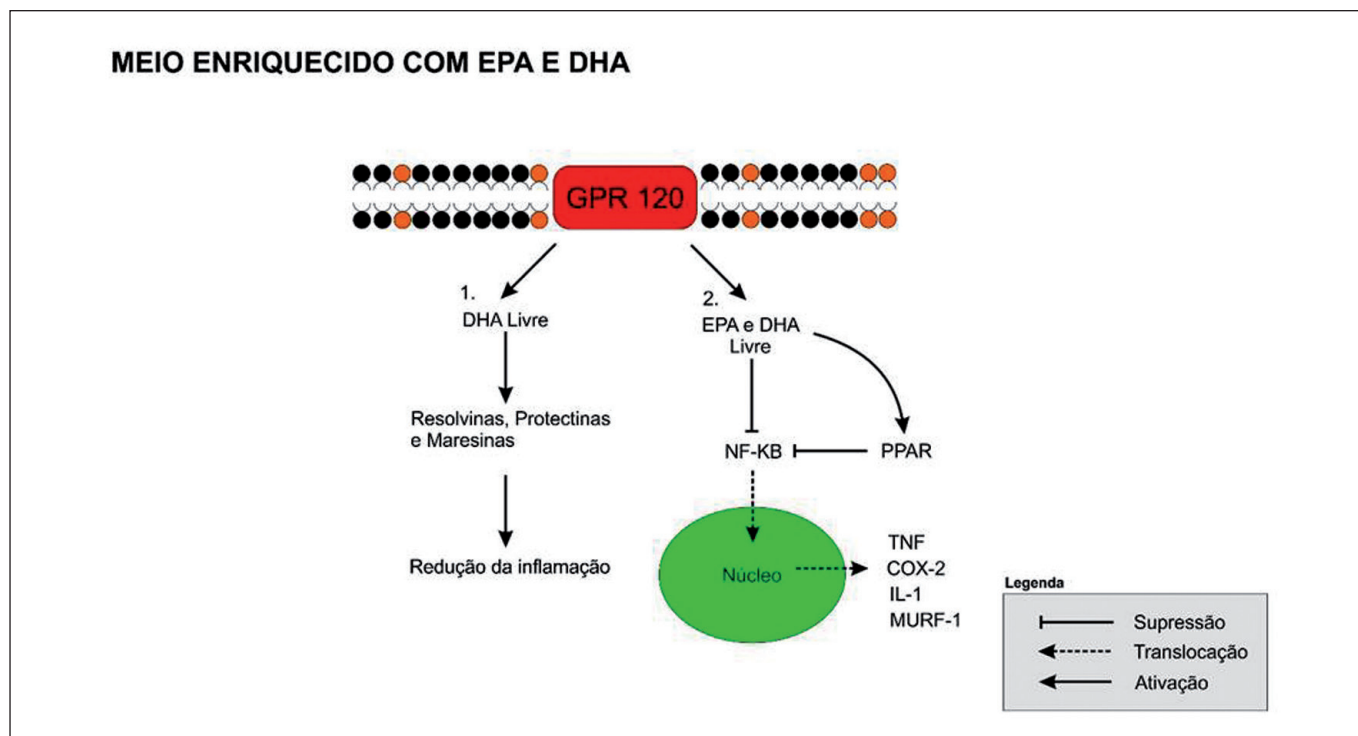 MEIO ENRIQUECIDO COM EPA E DHA
GPR 120
1.
DHA Livre
Resolvinas, Protectinas
e Maresinas
Redução da inflamação
2.
EPA e DHA
Livre
NF-KB
PPAR
Núcleo
TNF
COX-2
IL-1
MURF-1
Legenda
Supressão
Translocação
Ativação